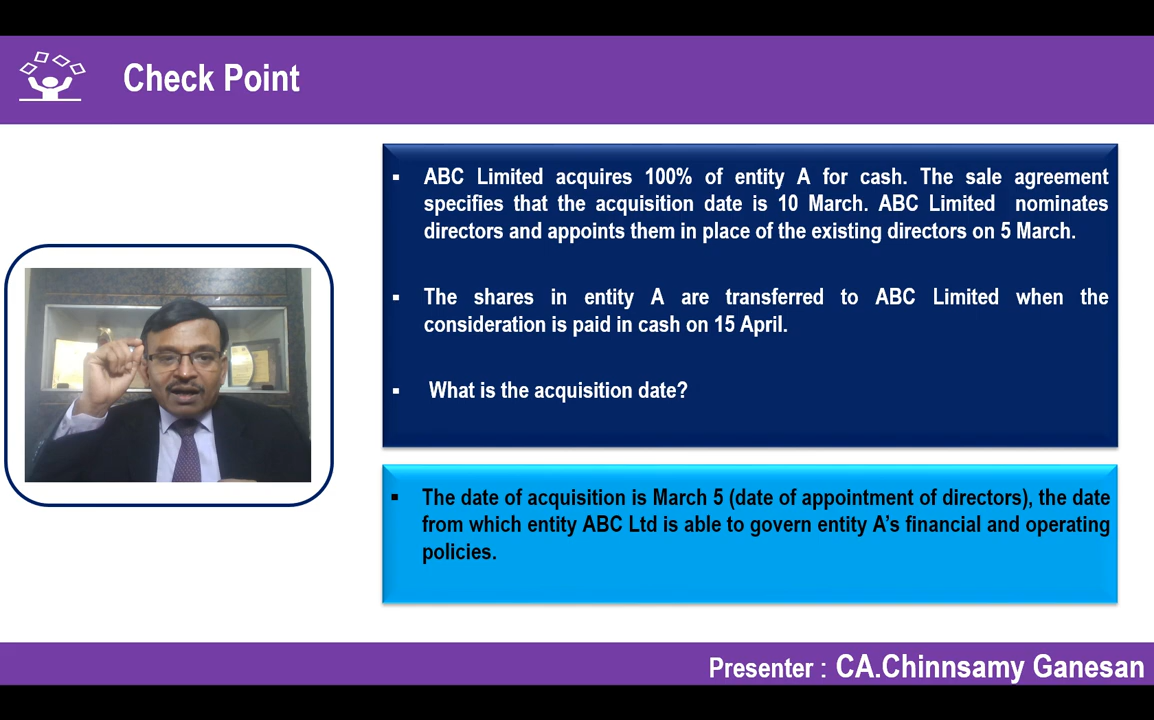 Check Point
▪ ABC Limited acquires 100% of entity A for cash. The sale agreement
specifies that the acquisition date is 10 March. ABC Limited nominates
directors and appoints them in place of the existing directors on 5 March.
▪ The shares in entity A are transferred to ABC Limited when the
consideration is paid in cash on 15 April.
▪ What is the acquisition date?
▪ The date of acquisition is March 5 (date of appointment of directors), the date
from which entity ABC Ltd is able to govern entity A’s financial and operating
policies.
Presenter : CA.Chinnsamy Ganesan